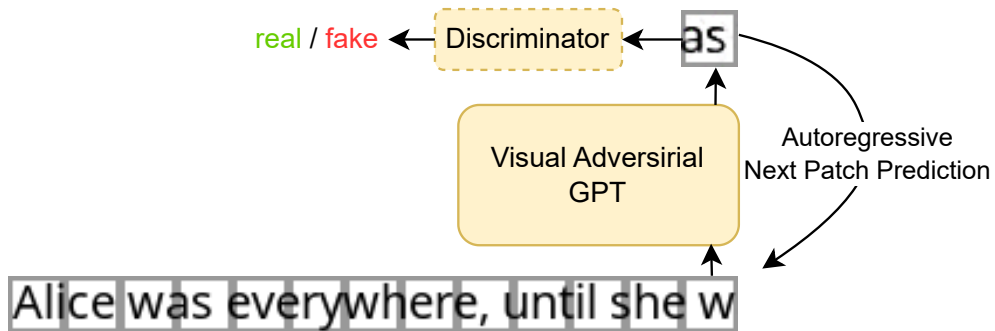 real / fake
Discriminator
as
Visual Adversirial
GPT
Autoregressive
Next Patch Prediction
Alice was everywhere, until she w